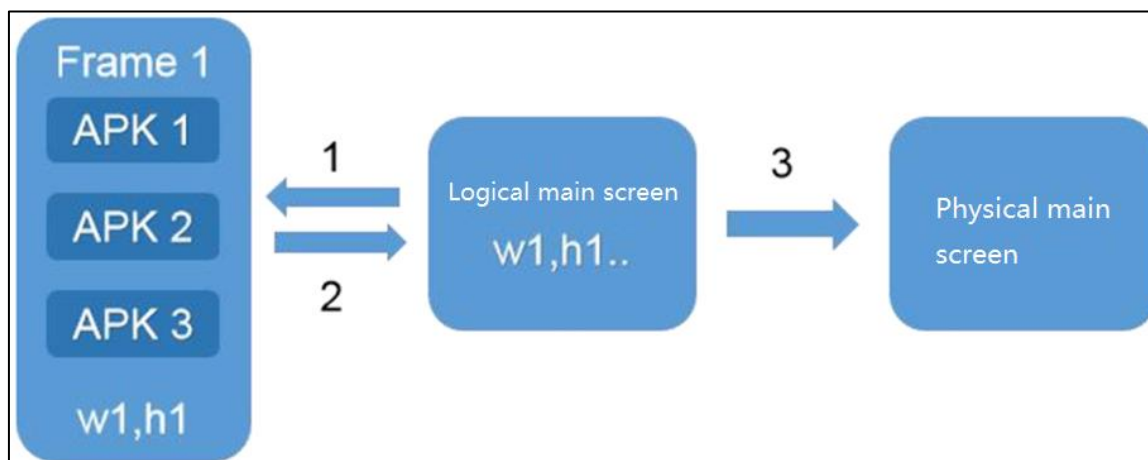 Frame 1
APK 1
APK 2
APK 3
w1,h1
1
2
Logical main screen
w1,h1..
3
Physical main
screen